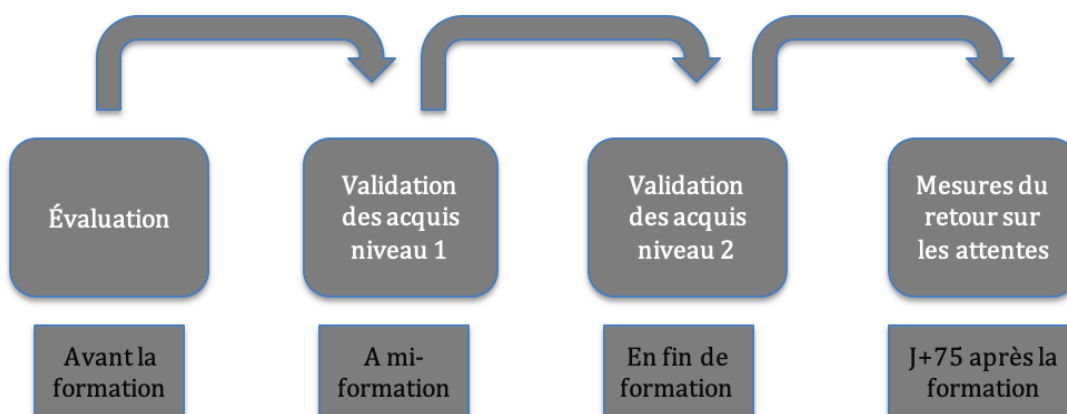 Évaluation
Validation
des acquis
niveau 1
Validation
des acquis
niveau 2
Mesures du
retour sur
les attentes
Avant la
formation
A mi-
formation
En fin de
formation
J+75 après la
formation